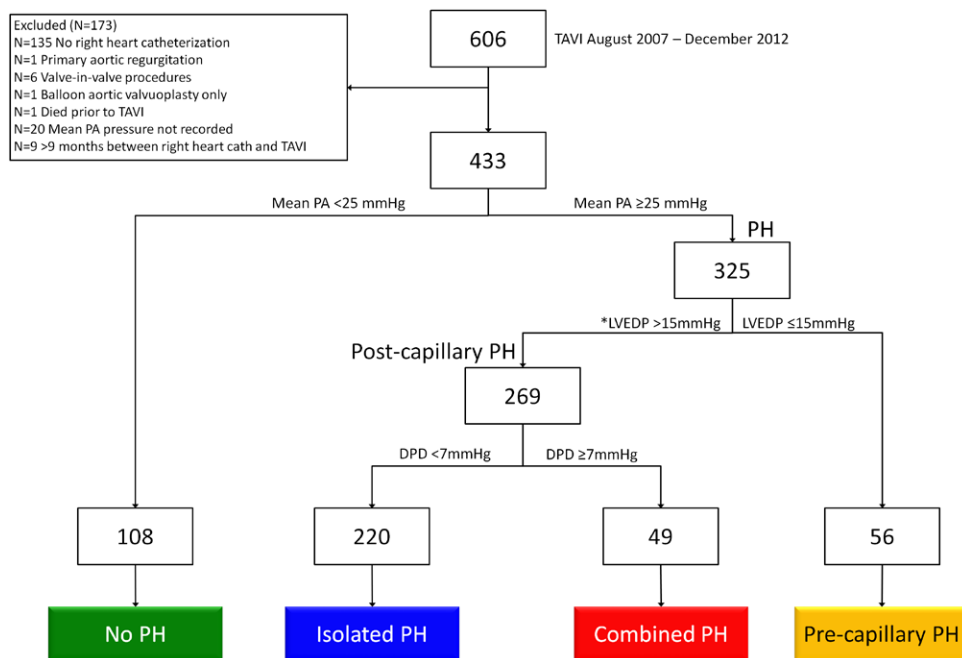 Excluded (N=173)
N=135 No right heart catheterization
N=1 Primary aortic regurgitation
N=6 Valve-in-valve procedures
N=1 Balloon aortic valvuoplasty only
N=1 Died prior to TAVI
N=20 Mean PA pressure not recorded
N=9 >9 months between right heart cath and TAVI
606
TAVI August 2007 – December 2012
433
Mean PA <25 mmHg
Mean PA ≥25 mmHg
PH
325
*LVEDP >15mmHg
LVEDP ≤15mmHg
Post-capillary PH
269
DPD <7mmHg
DPD ≥7mmHg
108
220
49
56
No PH
Isolated PH
Combined PH
Pre-capillary PH